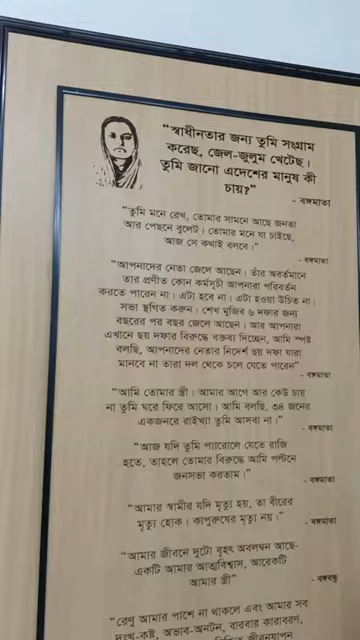 “স্বাধীনতার জন্য তুমি সংগ্রাম
করেছ, জেল-জুলুম খেটেছ।
তুমি জানো এদেশের মানুষ কী
চায়?”
- বঙ্গমাতা
“তুমি মনে রেখ, তোমার সামনে আছে জনতা
আর পেছনে বুলেট। তোমার মনে যা চাইছে,
আজ সে কথাই বলবে।”
- বঙ্গমাতা
“আপনাদের নেতা জেলে আছেন। তাঁর অবর্তমানে
তার প্রণীত কোন কর্মসূচী আপনারা পরিবর্তন
করতে পারেন না। এটা হবে না। এটা হওয়া উচিত না।
সভা স্থগিত করুন। শেখ মুজিব ৬ দফার জন্য
বছরের পর বছর জেলে আছেন। আর আপনারা
এখানে ছয় দফার বিরুদ্ধে বক্তব্য দিচ্ছেন, আমি স্পষ্ট
বলছি, আপনাদের নেতার নির্দেশ ছয় দফা যারা
মানবে না তারা দল থেকে চলে যেতে পারেন”
- বঙ্গমাতা
“আমি তোমার স্ত্রী। আমার আগে আর কেউ চায়
না তুমি ঘরে ফিরে আসো। আমি বলছি, ৩৪ জনের
একজনরে রাইখ্যা তুমি আসবা না।”
- বঙ্গমাতা
“আজ যদি তুমি প্যারোলে যেতে রাজি
হতে, তাহলে তোমার বিরুদ্ধে আমি পল্টনে
জনসভা করতাম।”
- বঙ্গমাতা
“আমার স্বামীর যদি মৃত্যু হয়, তা বীরের
মৃত্যু হোক। কাপুরুষের মৃত্যু নয়।”
- বঙ্গমাতা
“আমার জীবনে দুটো বৃহৎ অবলম্বন আছে-
একটি আমার আত্মবিশ্বাস, আরেকটি
আমার স্ত্রী”
- বঙ্গবন্ধু
“রেণু আমার পাশে না থাকলে এবং আমার সব
দুঃখ-কষ্ট, অভাব-অনটন, বারবার কারাবরণ,